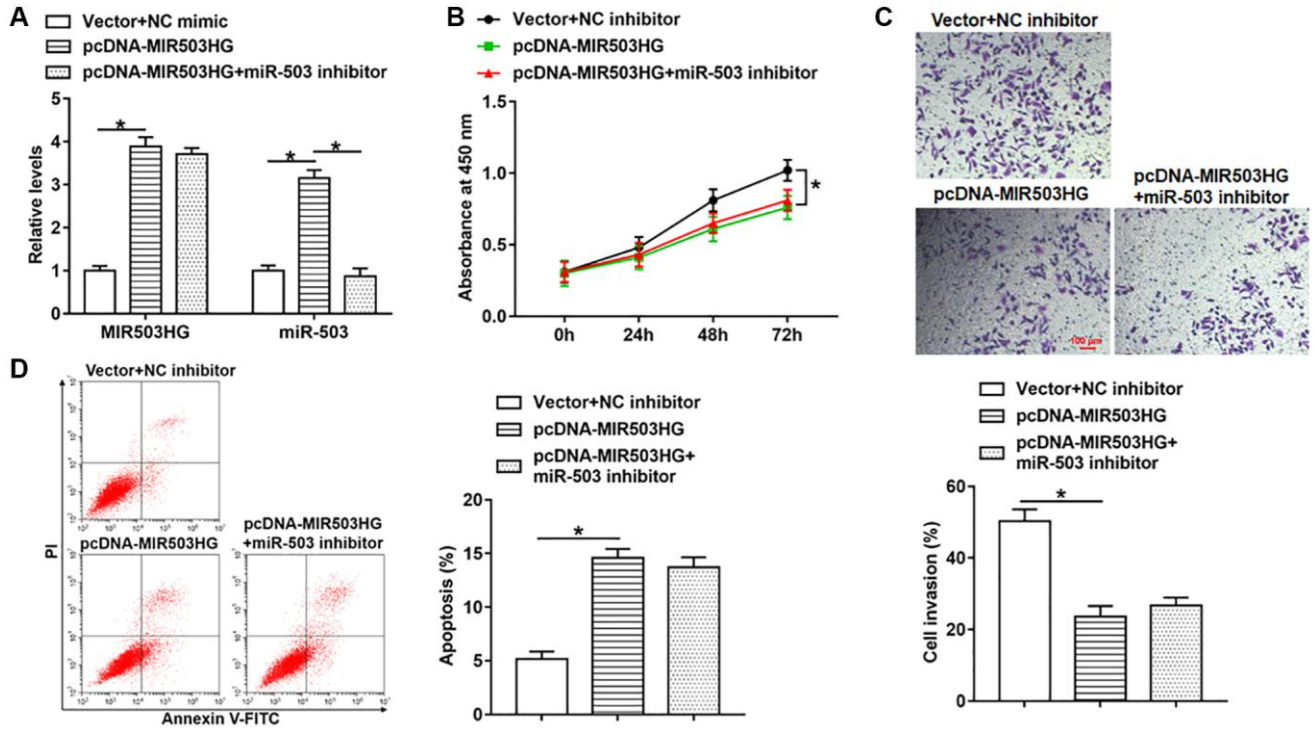 A
Vector+NC mimic
pcDNA-MIR503HG
pcDNA-MIR503HG+miR-503 inhibitor
Relative levels
5
4
3
2
1
0
*
*
*
MIR503HG
miR-503
B
Vector+NC inhibitor
pcDNA-MIR503HG
pcDNA-MIR503HG+miR-503 inhibitor
Absorbance at 450 nm
1.5
1.0
0.5
0.0
*
0h
24h
48h
72h
C
Vector+NC inhibitor
pcDNA-MIR503HG
pcDNA-MIR503HG
+miR-503 inhibitor
100 μm
Vector+NC inhibitor
pcDNA-MIR503HG
pcDNA-MIR503HG+
miR-503 inhibitor
Cell invasion (%)
60
40
20
0
*
D
Vector+NC inhibitor
pcDNA-MIR503HG
pcDNA-MIR503HG
+miR-503 inhibitor
PI
Annexin V-FITC
Vector+NC inhibitor
pcDNA-MIR503HG
pcDNA-MIR503HG+
miR-503 inhibitor
Apoptosis (%)
20
15
10
5
0
*